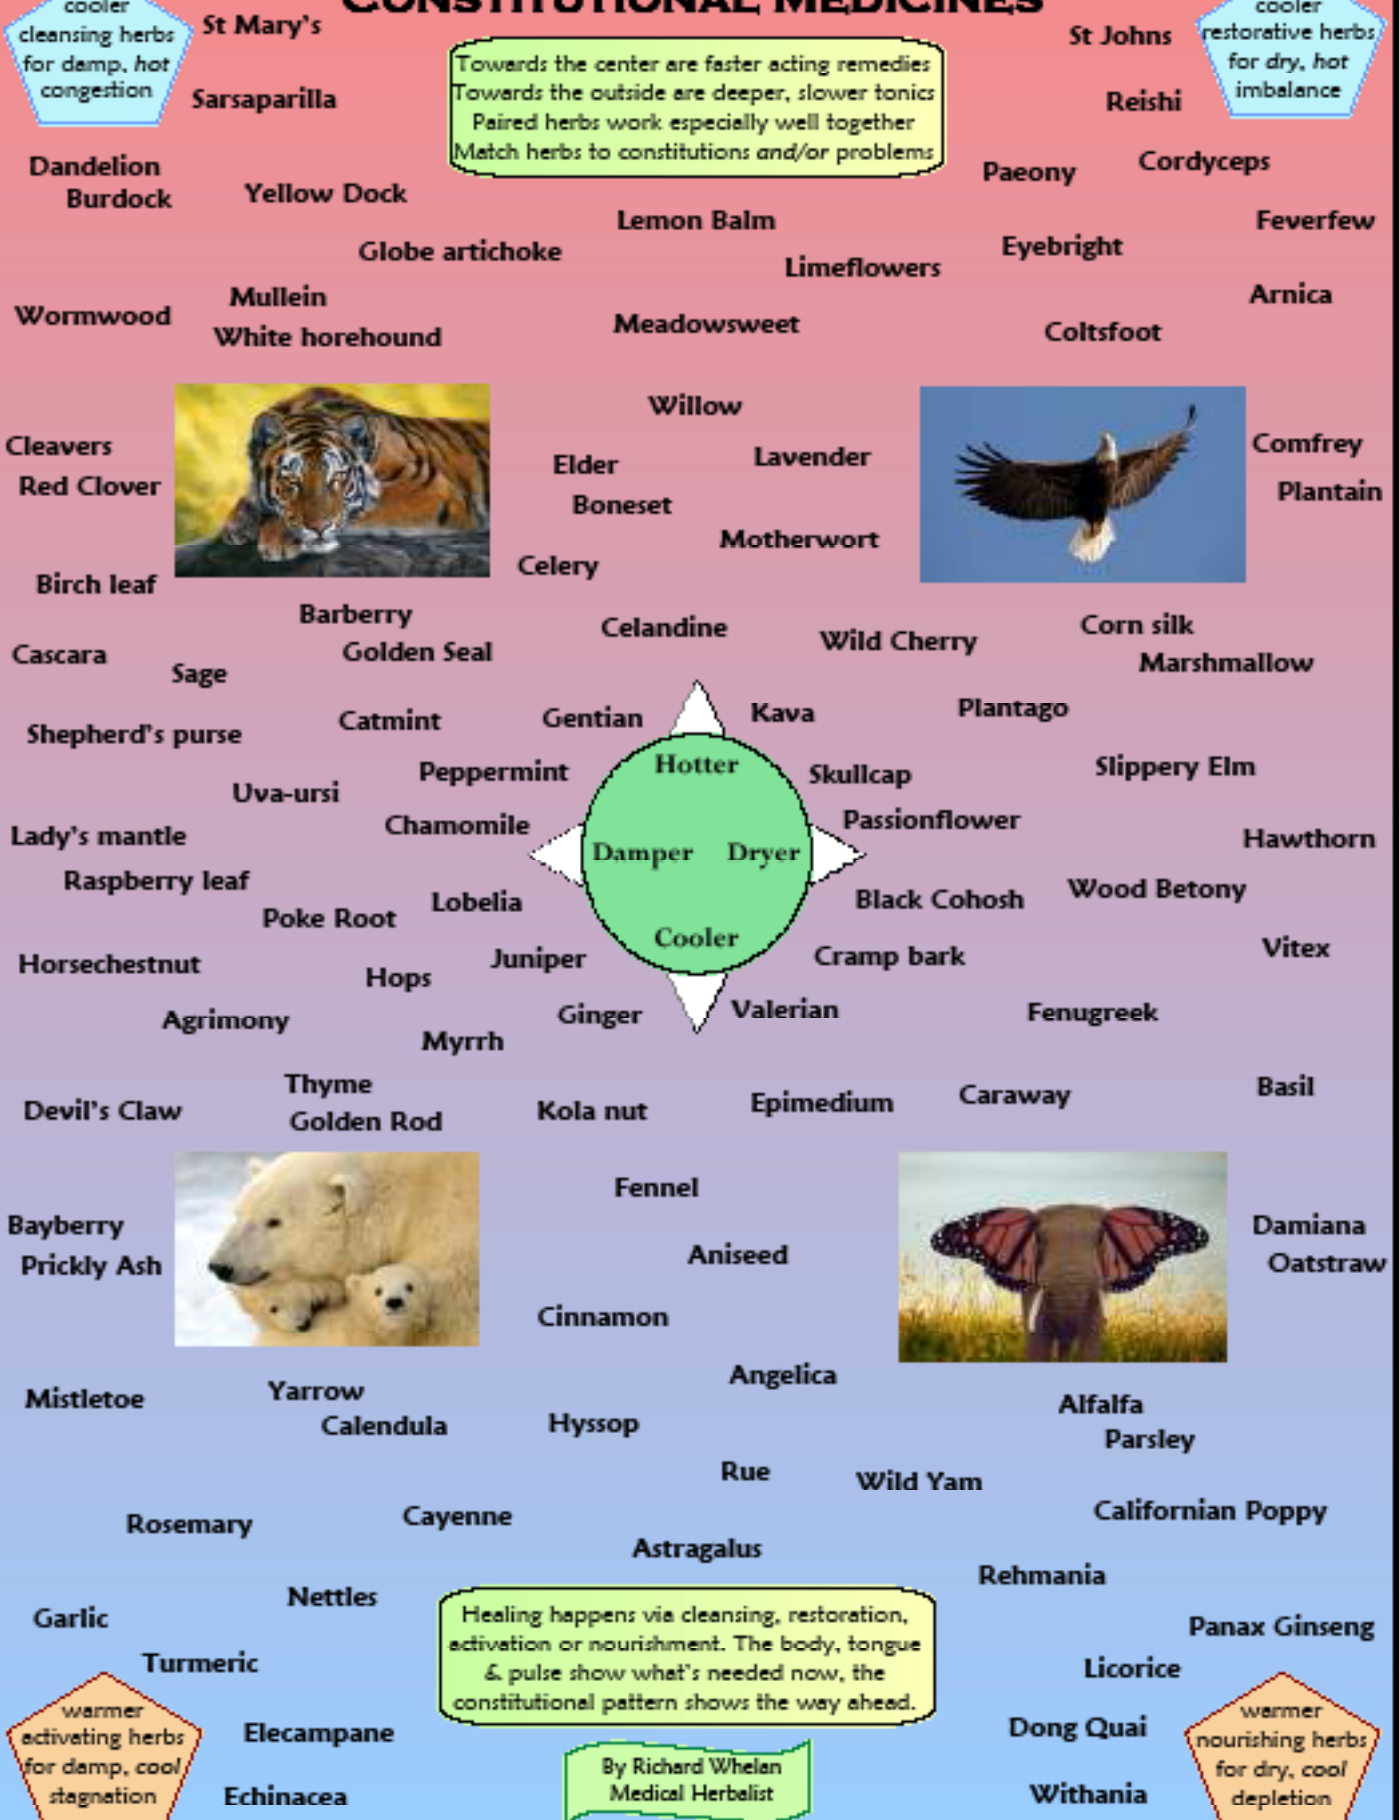 CONSTITUTIONAL MEDICINES
cooler
cleansing herbs
for damp, hot
congestion
St Mary's
Sarsaparilla
Towards the center are faster acting remedies
Towards the outside are deeper, slower tonics
Paired herbs work especially well together
Match herbs to constitutions and/or problems
St Johns
Reishi
cooler
restorative herbs
for dry, hot
imbalance
Dandelion
Burdock
Yellow Dock
Globe artichoke
Lemon Balm
Limeflowers
Paeony
Cordyceps
Eyebright
Feverfew
Arnica
Wormwood
Mullein
White horehound
Meadowsweet
Coltsfoot
Willow
Cleavers
Red Clover
Elder
Boneset
Lavender
Motherwort
Celery
Comfrey
Plantain
Birch leaf
Barberry
Golden Seal
Celandine
Wild Cherry
Corn silk
Marshmallow
Cascara
Sage
Shepherd's purse
Catmint
Gentian
Kava
Plantago
Peppermint
Hotter
Skullcap
Slippery Elm
Uva-ursi
Chamomile
Passionflower
Lady's mantle
Hawthorn
Damper Dryer
Raspberry leaf
Lobelia
Black Cohosh
Wood Betony
Poke Root
Cooler
Horsechestnut
Hops
Juniper
Cramp bark
Vitex
Agrimony
Myrrh
Ginger
Valerian
Fenugreek
Thyme
Golden Rod
Devil's Claw
Kola nut
Epimedium
Caraway
Basil
Fennel
Bayberry
Prickly Ash
Aniseed
Damiana
Oatstraw
Cinnamon
Angelica
Mistletoe
Yarrow
Calendula
Hyssop
Alfalfa
Parsley
Rue
Wild Yam
Rosemary
Cayenne
Californian Poppy
Astragalus
Rehmania
Nettles
Garlic
Turmeric
Healing happens via cleansing, restoration,
activation or nourishment. The body, tongue
& pulse show what's needed now, the
constitutional pattern shows the way ahead.
Panax Ginseng
Licorice
warmer
activating herbs
for damp, cool
stagnation
Elecampane
Echinacea
By Richard Whelan
Medical Herbalist
Dong Quai
Withania
warmer
nourishing herbs
for dry, cool
depletion